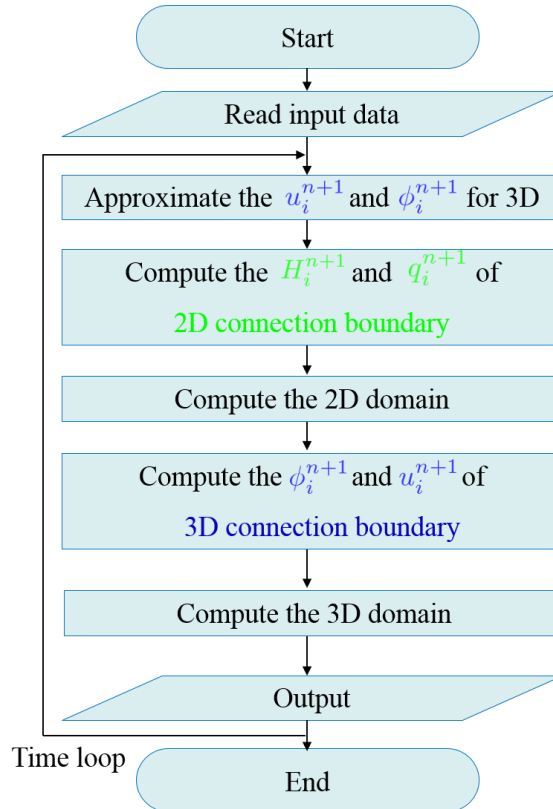 Start
Read input data
Approximate the $u_i^{n+1}$ and $\phi_i^{n+1}$ for 3D
Compute the $H_i^{n+1}$ and $q_i^{n+1}$ of
2D connection boundary
Compute the 2D domain
Compute the $\phi_i^{n+1}$ and $u_i^{n+1}$ of
3D connection boundary
Compute the 3D domain
Output
Time loop
End